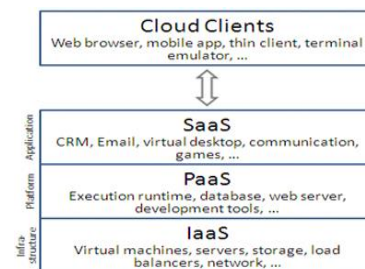 Cloud Clients
Web browser, mobile app, thin client, terminal
emulator, ...
Application
SaaS
CRM, Email, virtual desktop, communication,
games, ...
Platform
PaaS
Execution runtime, database, web server,
development tools, ...
Infra-
structure
IaaS
Virtual machines, servers, storage, load
balancers, network, ...